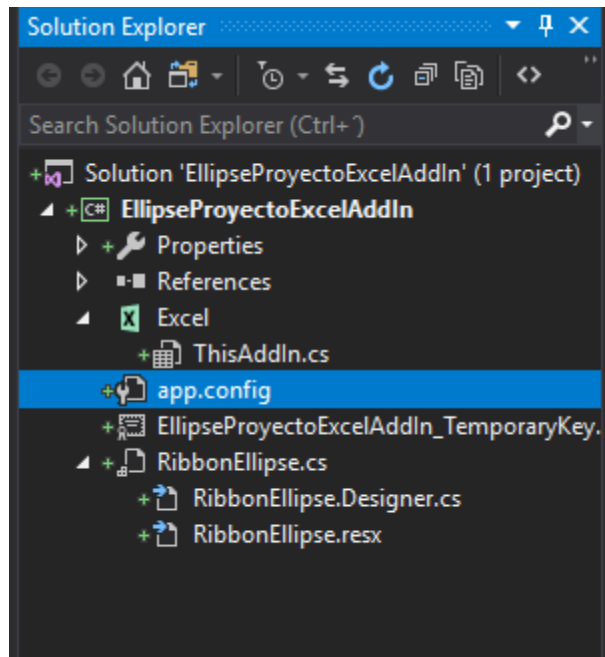 Solution Explorer
Search Solution Explorer (Ctrl+´)
Solution 'EllipseProyectoExcelAddIn' (1 project)
C# EllipseProyectoExcelAddIn
Properties
References
Excel
ThisAddIn.cs
app.config
EllipseProyectoExcelAddIn_TemporaryKey.
RibbonEllipse.cs
RibbonEllipse.Designer.cs
RibbonEllipse.resx